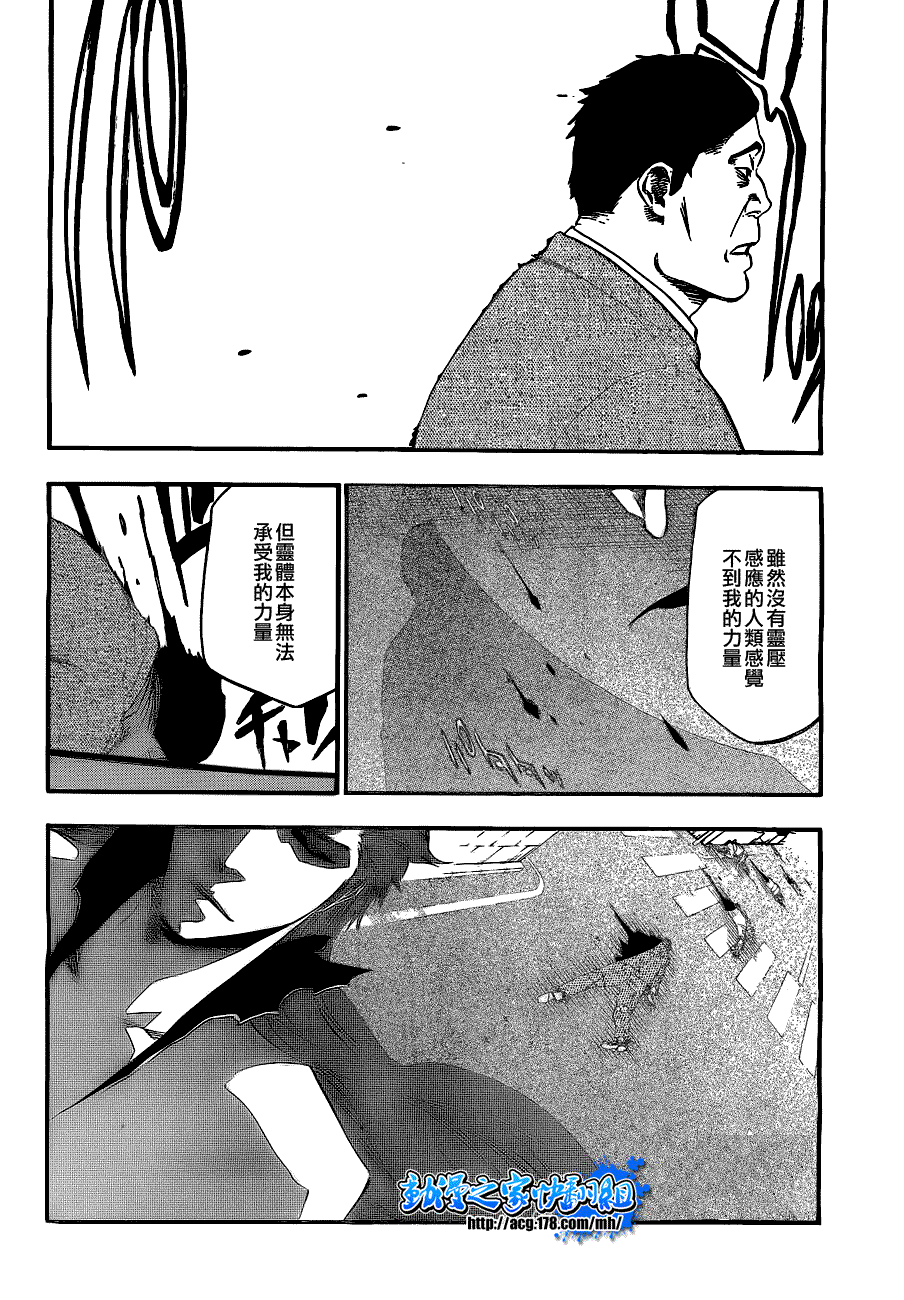 雖然沒有靈壓
感應的人類感覺
不到我的力量
但靈體本身無法
承受我的力量
動漫之家快翻組
http://acg.178.com/mh/